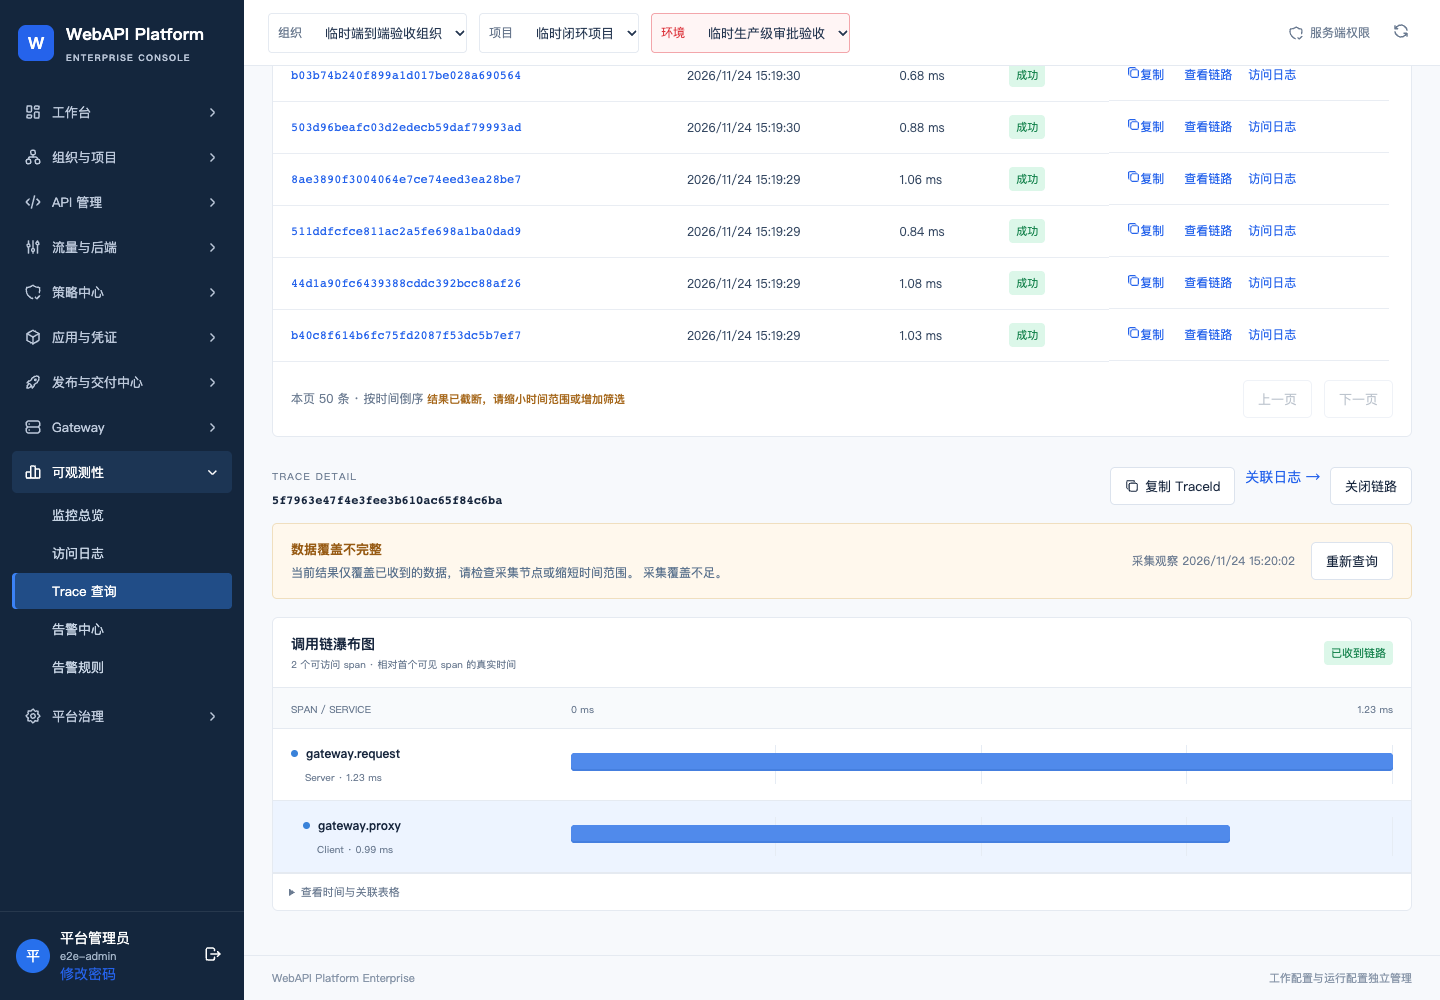 W
WebAPI Platform
ENTERPRISE CONSOLE
工作台
组织与项目
API 管理
流量与后端
策略中心
应用与凭证
发布与交付中心
Gateway
可观测性
监控总览
访问日志
Trace 查询
告警中心
告警规则
平台治理
平
平台管理员
e2e-admin
修改密码
组织 临时端到端验收组织
项目 临时闭环项目
环境 临时生产级审批验收
服务端权限
b03b74b240f899a1d017be028a690564 2026/11/24 15:19:30 0.68 ms 成功 复制 查看链路 访问日志
503d96beafc03d2edecb59daf79993ad 2026/11/24 15:19:30 0.88 ms 成功 复制 查看链路 访问日志
8ae3890f3004064e7ce74eed3ea28be7 2026/11/24 15:19:29 1.06 ms 成功 复制 查看链路 访问日志
511ddfcfce811ac2a5fe698a1ba0dad9 2026/11/24 15:19:29 0.84 ms 成功 复制 查看链路 访问日志
44d1a90fc6439388cddc392bcc88af26 2026/11/24 15:19:29 1.08 ms 成功 复制 查看链路 访问日志
b40c8f614b6fc75fd2087f53dc5b7ef7 2026/11/24 15:19:29 1.03 ms 成功 复制 查看链路 访问日志
本页 50 条 · 按时间倒序 结果已截断，请缩小时间范围或增加筛选
上一页 下一页
TRACE DETAIL
5f7963e47f4e3fee3b610ac65f84c6ba
复制 TraceId 关联日志 → 关闭链路
数据覆盖不完整
当前结果仅覆盖已收到的数据，请检查采集节点或缩短时间范围。 采集覆盖不足。
采集观察 2026/11/24 15:20:02 重新查询
调用链瀑布图
2 个可访问 span · 相对首个可见 span 的真实时间
已收到链路
SPAN / SERVICE 0 ms 1.23 ms
gateway.request
Server · 1.23 ms
gateway.proxy
Client · 0.99 ms
查看时间与关联表格
WebAPI Platform Enterprise
工作配置与运行配置独立管理